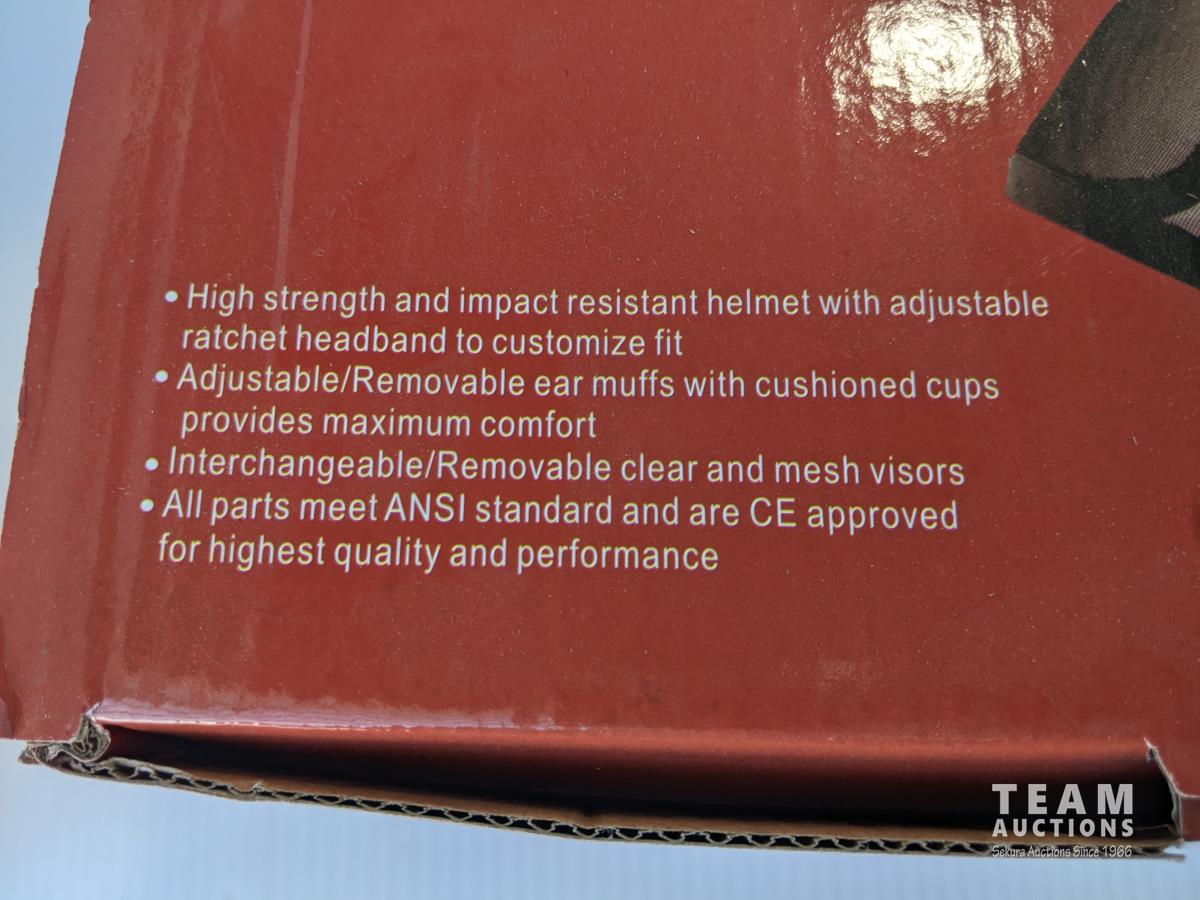 • High strength and impact resistant helmet with adjustable
ratchet headband to customize fit
• Adjustable/Removable ear muffs with cushioned cups
provides maximum comfort
• Interchangeable/Removable clear and mesh visors
• All parts meet ANSI standard and are CE approved
for highest quality and performance
TEAM
AUCTIONS
Sekura Auctions Since 1966